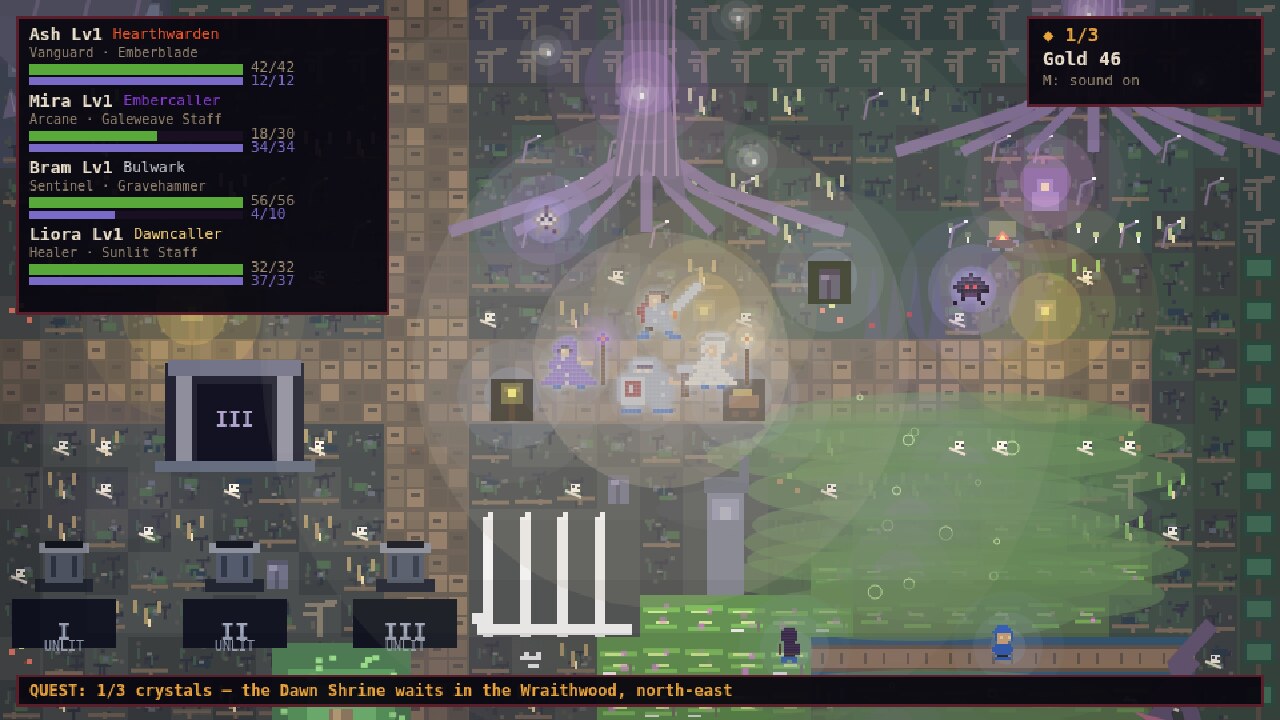 Ash Lv1 Hearthwarden
Vanguard · Emberblade
42/42
12/12
Mira Lv1 Embercaller
Arcane · Galeweave Staff
18/30
34/34
Bram Lv1 Bulwark
Sentinel · Gravehammer
56/56
4/10
Liora Lv1 Dawncaller
Healer · Sunlit Staff
32/32
37/37
◆ 1/3
Gold 46
M: sound on
III
I
UNLIT
II
UNLIT
III
UNLIT
QUEST: 1/3 crystals — the Dawn Shrine waits in the Wraithwood, north-east